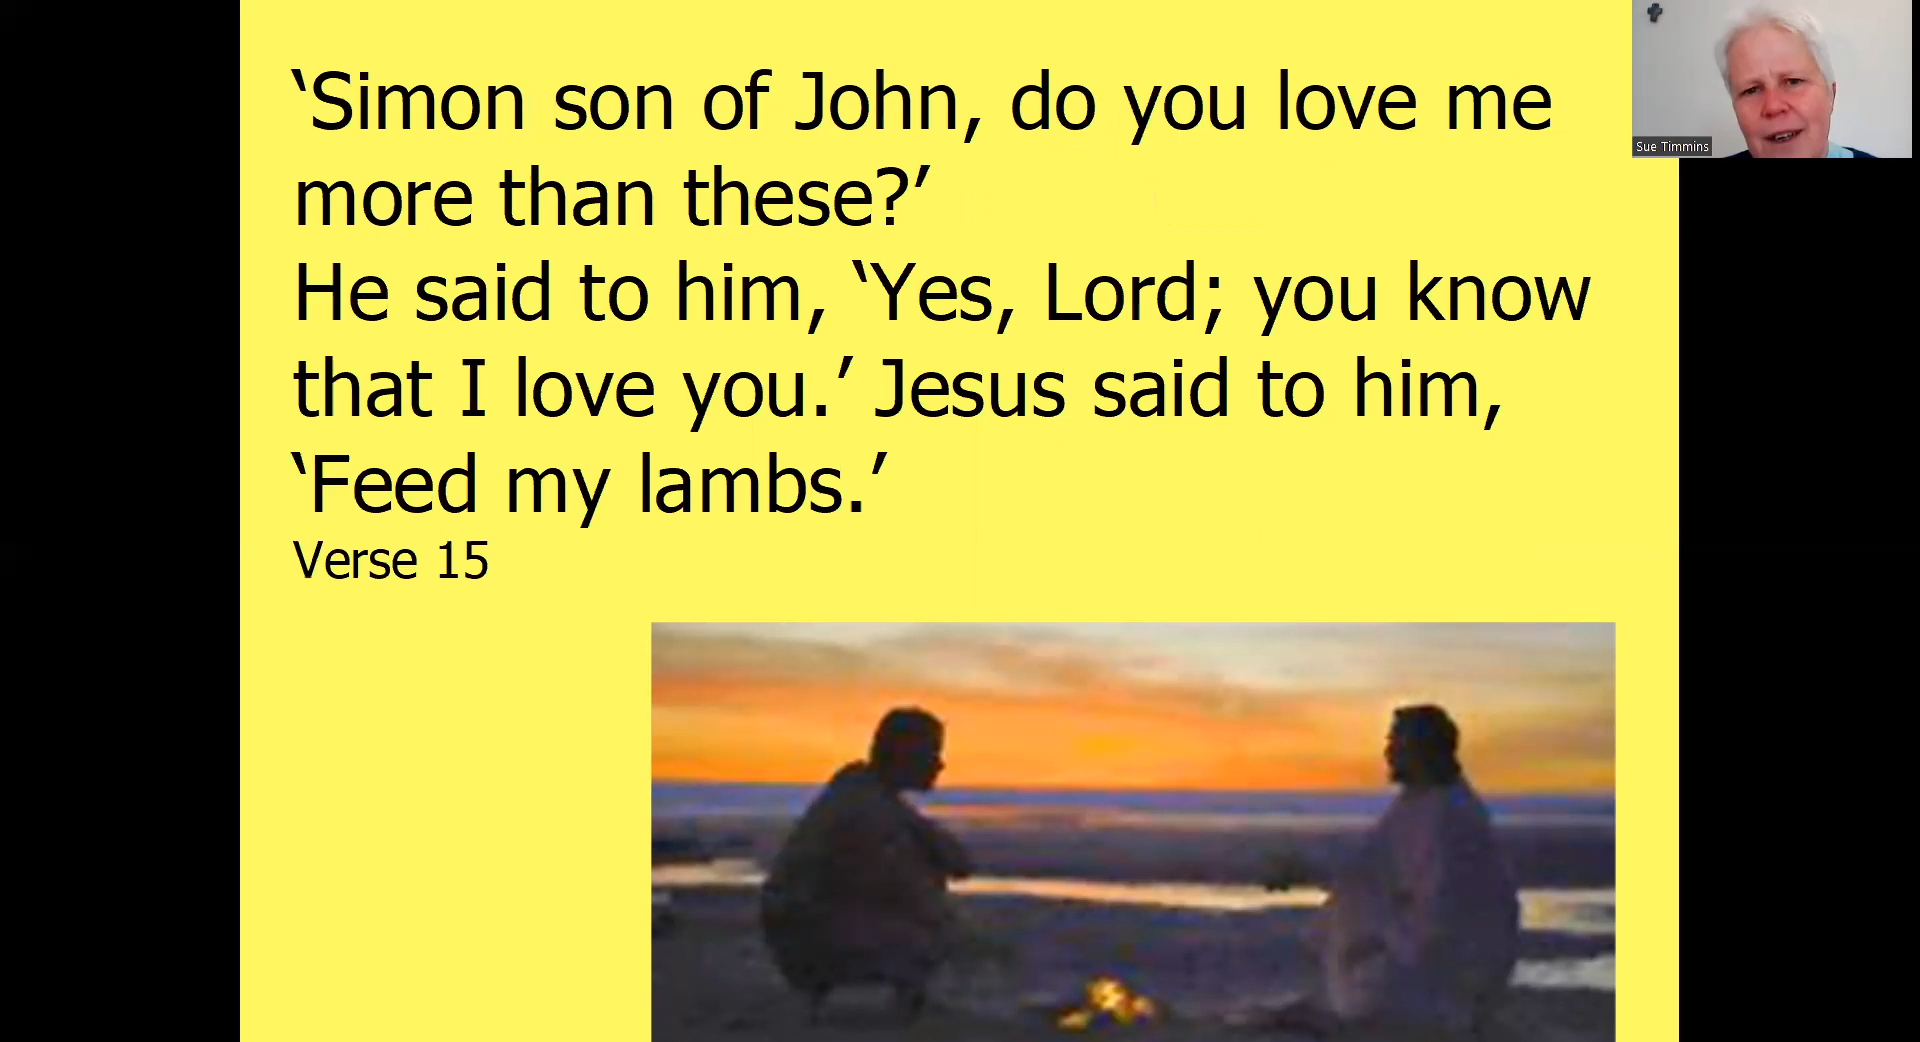 ‘Simon son of John, do you love me
more than these?’
He said to him, ‘Yes, Lord; you know
that I love you.’ Jesus said to him,
‘Feed my lambs.’
Verse 15
Sue Timmins